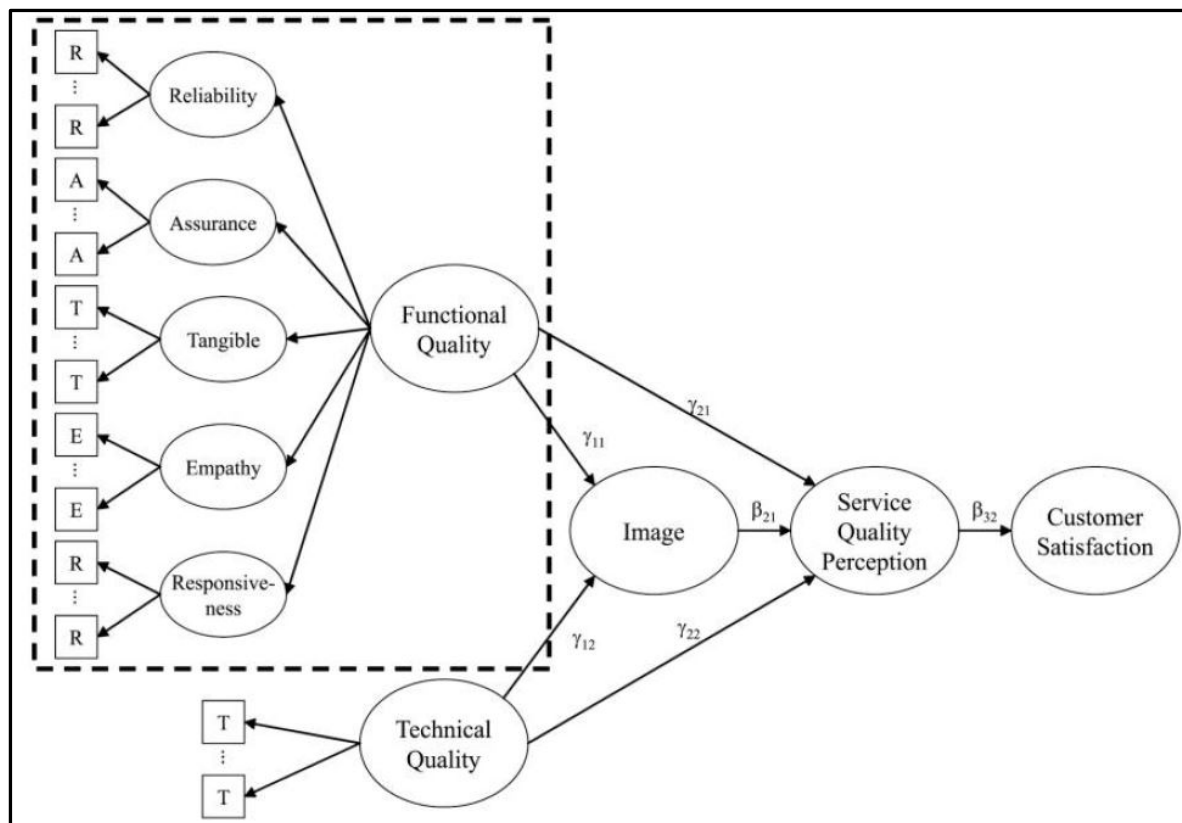 R
⋮
R
Reliability
A
⋮
A
Assurance
T
⋮
T
Tangible
E
⋮
E
Empathy
R
⋮
R
Responsive-
ness
Functional
Quality
γ21
γ11
Image
β21
Service
Quality
Perception
β32
Customer
Satisfaction
γ12
γ22
T
⋮
T
Technical
Quality